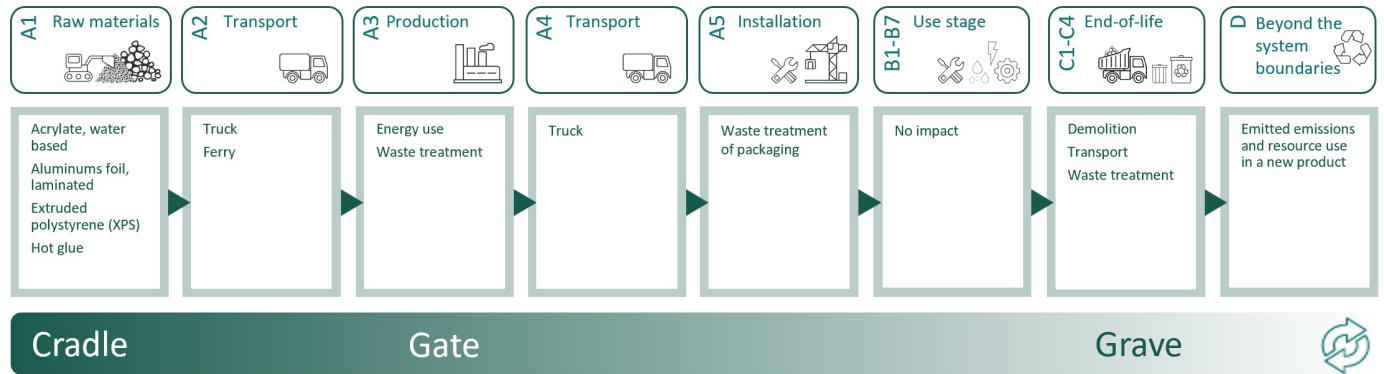 A1 Raw materials
A2 Transport
A3 Production
A4 Transport
A5 Installation
B1-B7 Use stage
C1-C4 End-of-life
D Beyond the
system
boundaries
Acrylate, water
based
Aluminums foil,
laminated
Extruded
polystyrene (XPS)
Hot glue
Truck
Ferry
Energy use
Waste treatment
Truck
Waste treatment
of packaging
No impact
Demolition
Transport
Waste treatment
Emitted emissions
and resource use
in a new product
Cradle
Gate
Grave